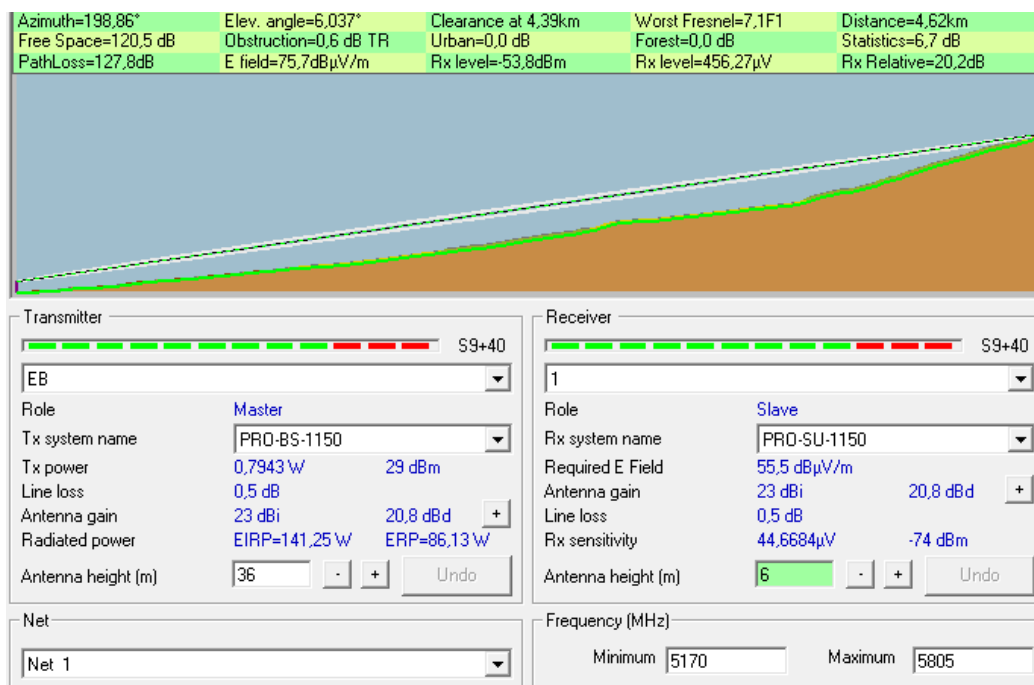 Azimuth=198,86° Elev. angle=6,037° Clearance at 4,39km Worst Fresnel=7,1F1 Distance=4,62km
Free Space=120,5 dB Obstruction=0,6 dB TR Urban=0,0 dB Forest=0,0 dB Statistics=6,7 dB
PathLoss=127,8dB E field=75,7dBµV/m Rx level=-53,8dBm Rx level=456,27µV Rx Relative=20,2dB
Transmitter
S9+40
EB
Role Master
Tx system name PRO-BS-1150
Tx power 0,7943 W 29 dBm
Line loss 0,5 dB
Antenna gain 23 dBi 20,8 dBd +
Radiated power EIRP=141,25 W ERP=86,13 W
Antenna height (m) 36 - + Undo
Net
Net 1
Receiver
S9+40
1
Role Slave
Rx system name PRO-SU-1150
Required E Field 55,5 dBµV/m
Antenna gain 23 dBi 20,8 dBd +
Line loss 0,5 dB
Rx sensitivity 44,6684µV -74 dBm
Antenna height (m) 6 - + Undo
Frequency (MHz)
Minimum 5170 Maximum 5805